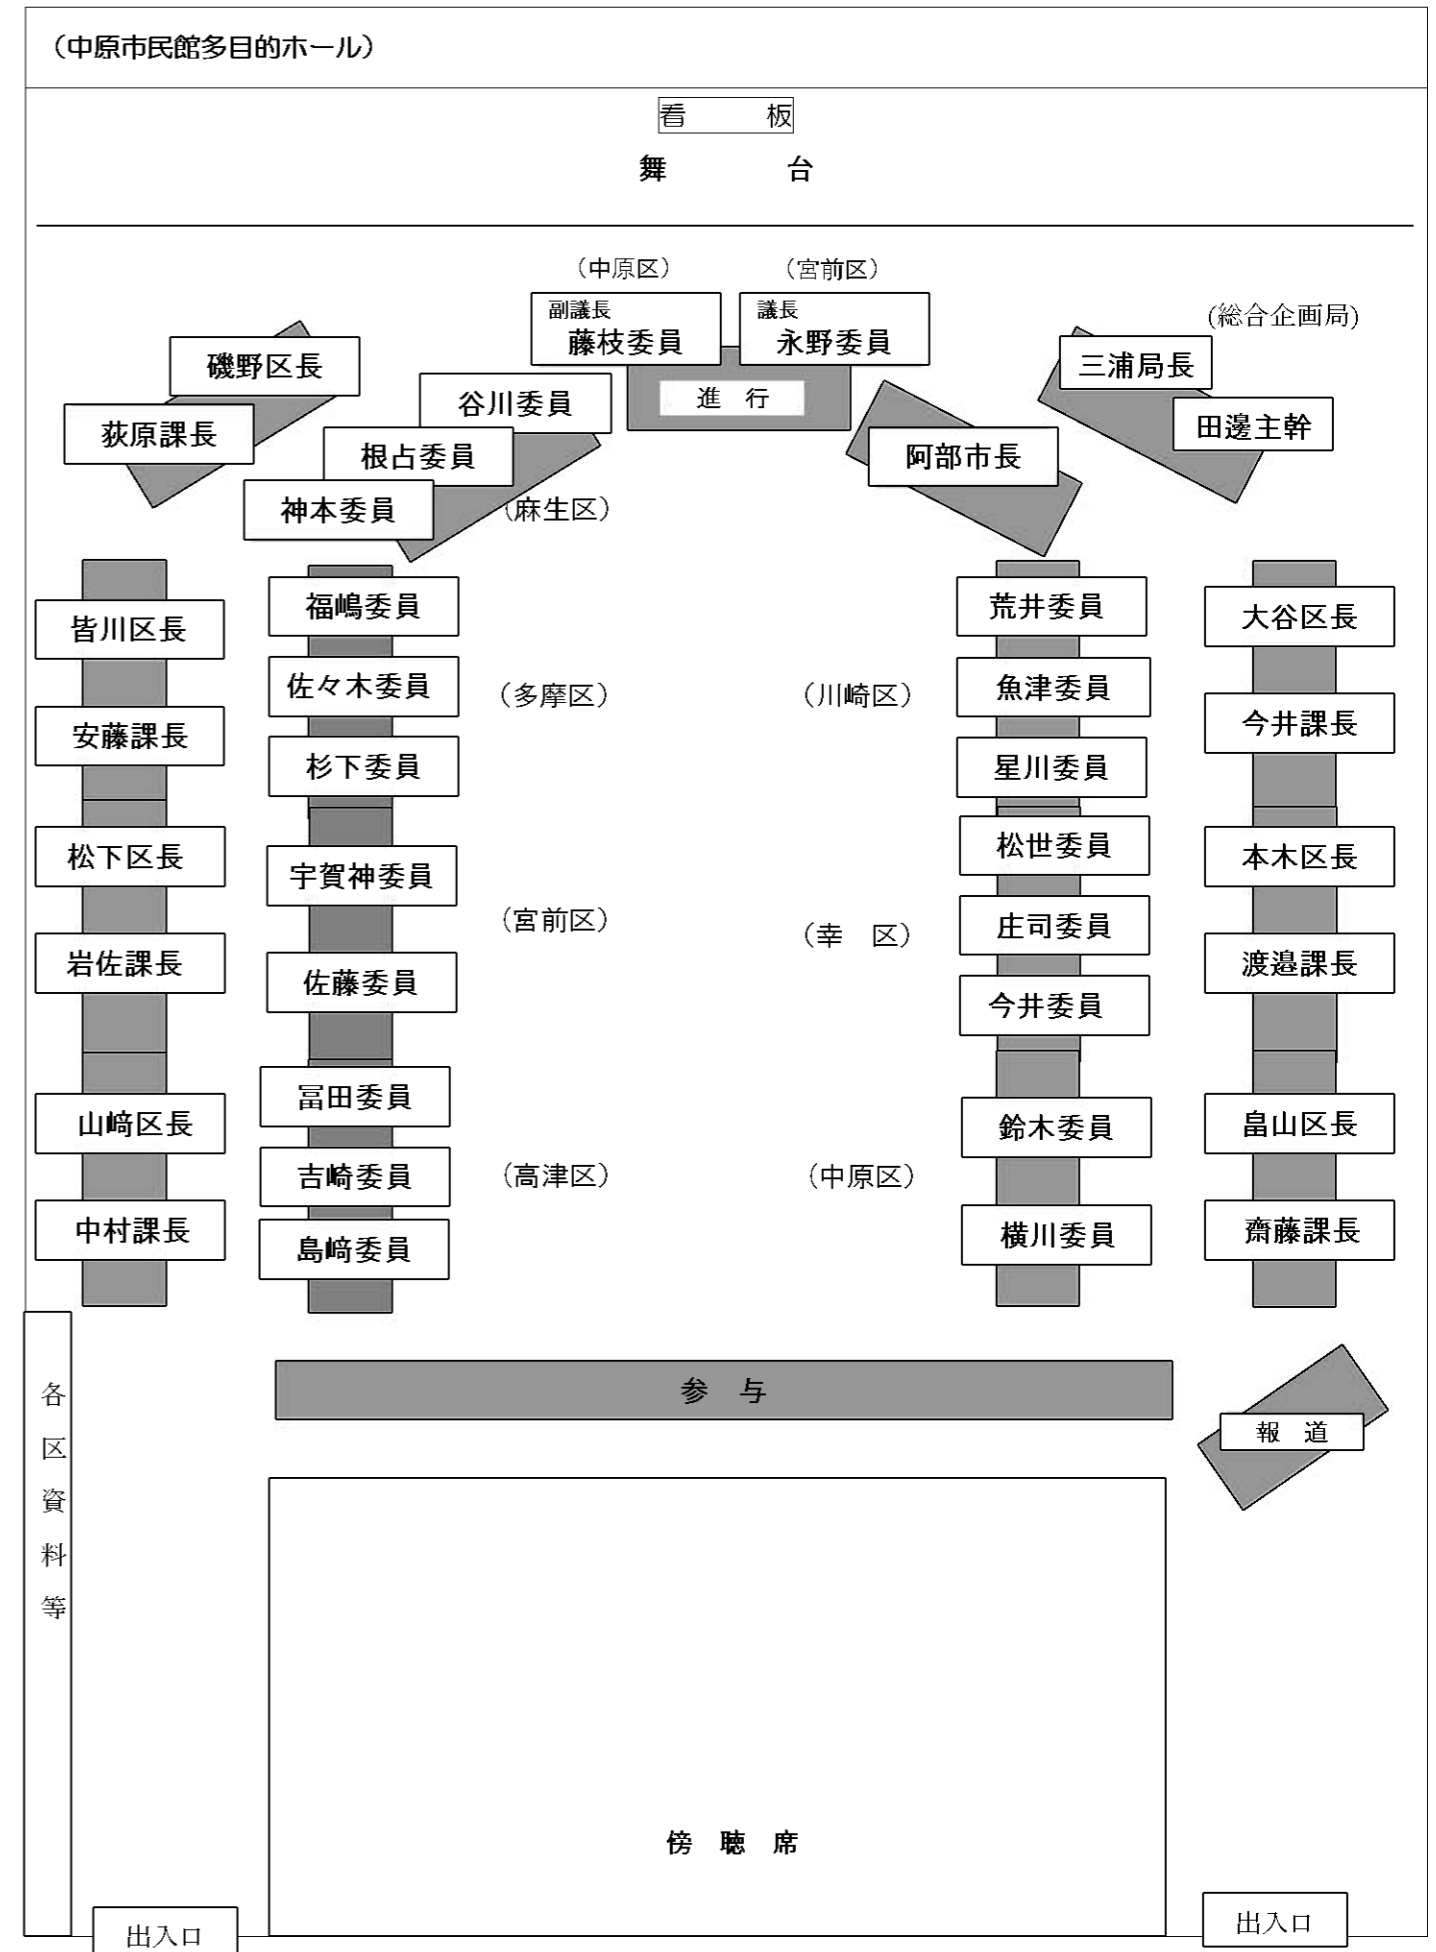 （中原市民館多目的ホール）
看　板
舞　台
（中原区）
（宮前区）
副議長
藤枝委員
議長
永野委員
進　行
(総合企画局)
三浦局長
田邊主幹
阿部市長
磯野区長
荻原課長
谷川委員
根占委員
神本委員
（麻生区）
皆川区長
安藤課長
松下区長
岩佐課長
山﨑区長
中村課長
福嶋委員
佐々木委員
杉下委員
（多摩区）
宇賀神委員
佐藤委員
（宮前区）
冨田委員
吉崎委員
島﨑委員
（高津区）
荒井委員
魚津委員
星川委員
（川崎区）
松世委員
庄司委員
今井委員
（幸　区）
鈴木委員
横川委員
（中原区）
大谷区長
今井課長
本木区長
渡邉課長
畠山区長
齋藤課長
参　与
報　道
各区資料等
傍　聴　席
出入口
出入口